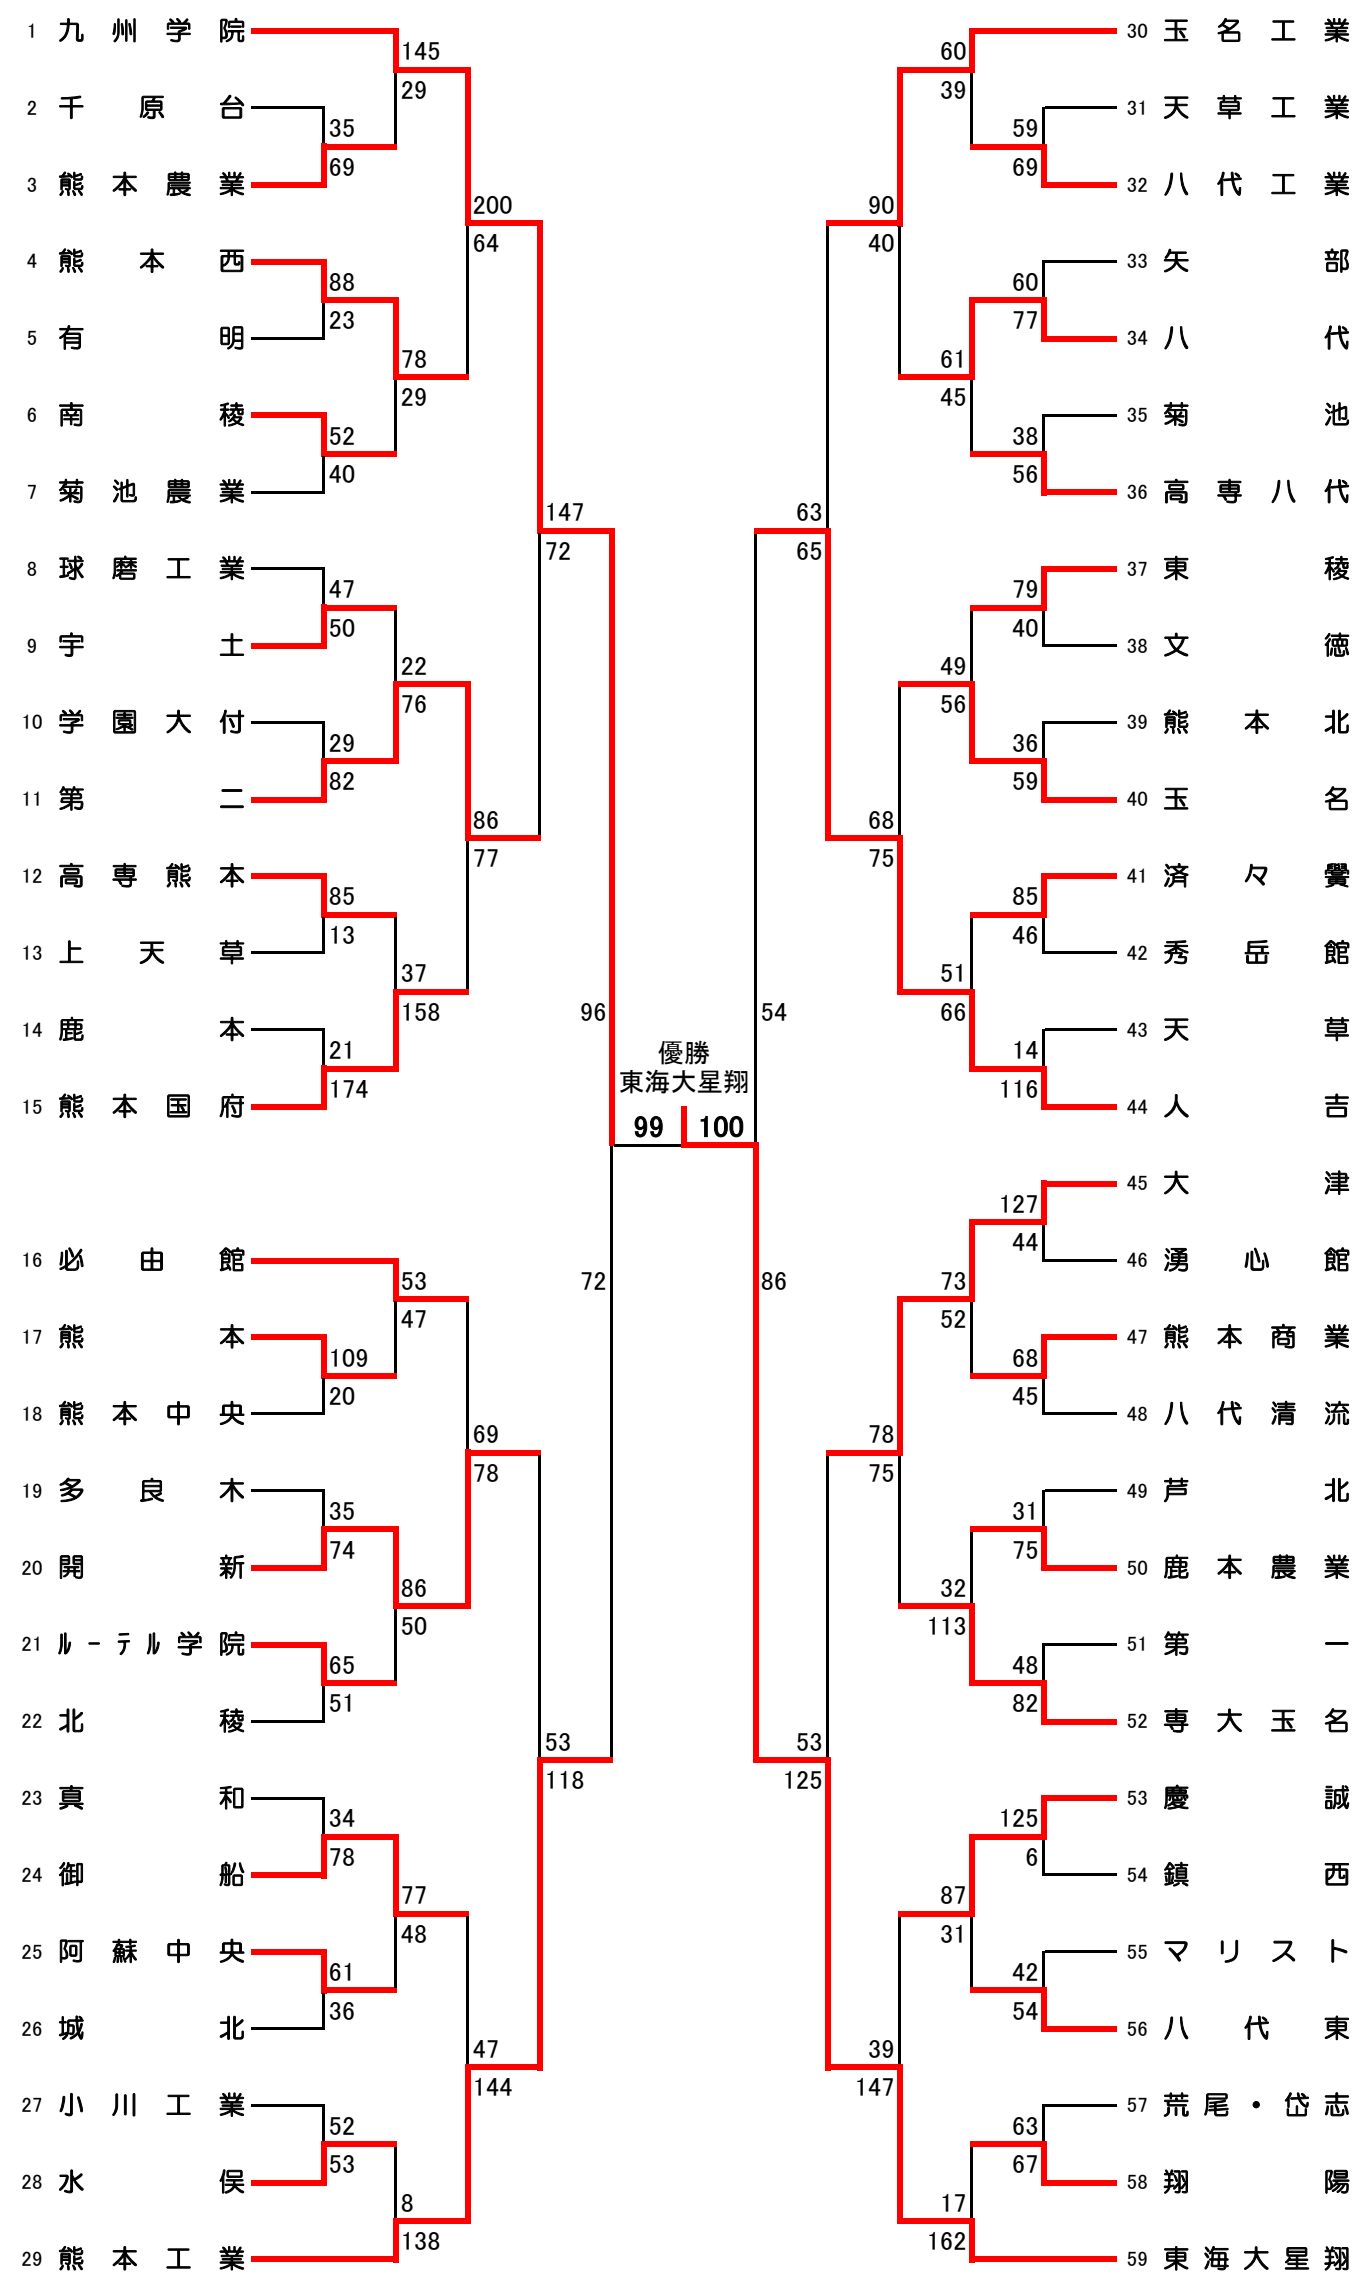 1 九州学院
145
29
2 千原台
35
69
3 熊本農業
200
64
4 熊本西
88
23
5 有明
78
29
6 南稜
52
40
7 菊池農業
147
72
8 球磨工業
47
50
9 宇土
22
76
10 学園大付
29
82
11 第二
86
77
12 高専熊本
85
13
13 上天草
37
158
14 鹿本
21
174
15 熊本国府
96
72
16 必由館
53
47
17 熊本
109
20
18 熊本中央
69
78
19 多良木
35
74
20 開新
86
50
21 ﾙｰﾃﾙ学院
65
51
22 北稜
53
118
23 真和
34
78
24 御船
77
48
25 阿蘇中央
61
36
26 城北
47
144
27 小川工業
52
53
28 水俣
8
138
29 熊本工業
優勝
東海大星翔
99 100
30 玉名工業
60
39
31 天草工業
59
69
32 八代工業
90
40
33 矢部
60
77
34 八代
61
45
35 菊池
38
56
36 高専八代
63
65
37 東稜
79
40
38 文徳
49
56
39 熊本北
36
59
40 玉名
68
75
41 済々黌
85
46
42 秀岳館
51
66
43 天草
14
116
44 人吉
54
86
45 大津
127
44
46 湧心館
73
52
47 熊本商業
68
45
48 八代清流
78
75
49 芦北
31
75
50 鹿本農業
32
113
51 第一
48
82
52 専大玉名
53
125
53 慶誠
125
6
54 鎮西
87
31
55 マリスト
42
54
56 八代東
39
147
57 荒尾・岱志
63
67
58 翔陽
17
162
59 東海大星翔